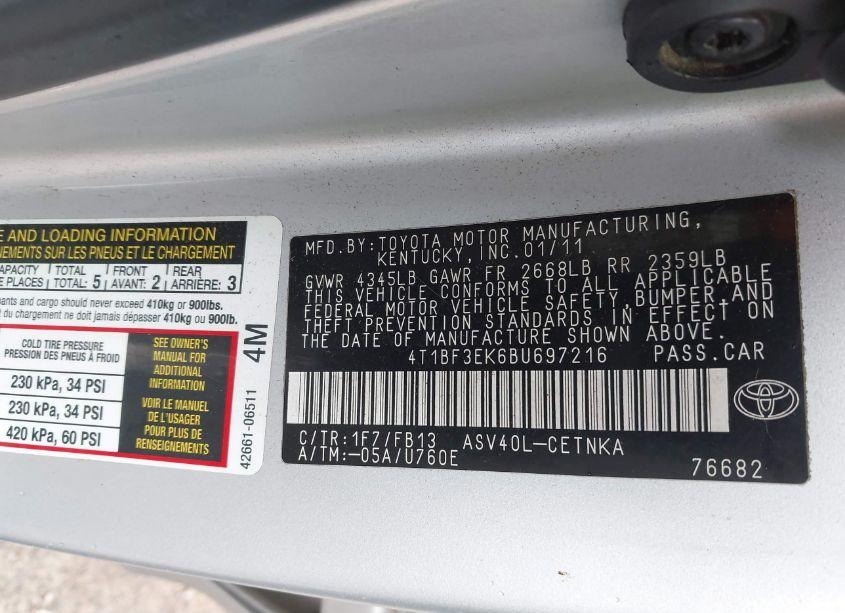 E AND LOADING INFORMATION
NEMENTS SUR LES PNEUS ET LE CHARGEMENT
CAPACITY TOTAL FRONT REAR
E PLACES TOTAL 5 AVANT: 2 ARRIÈRE: 3
ants and cargo should never exceed 410kg or 900lbs.
t du chargement ne doit jamais dépasser 410kg ou 900lb.
COLD TIRE PRESSURE
PRESSION DES PNEUS À FROID
230 kPa, 34 PSI
230 kPa, 34 PSI
420 kPa, 60 PSI
SEE OWNER'S
MANUAL FOR
ADDITIONAL
INFORMATION
VOIR LE MANUEL
DE L'USAGER
POUR PLUS DE
RENSEIGNEMENTS
4M
42661-06511
MFD.BY:TOYOTA MOTOR MANUFACTURING,
KENTUCKY, INC.01/11
GVWR 4345LB GAWR FR 2668LB RR 2359LB
THIS VEHICLE CONFORMS TO ALL APPLICABLE
FEDERAL MOTOR VEHICLE SAFETY,BUMPER,AND
THEFT PREVENTION STANDARDS IN EFFECT ON
THE DATE OF MANUFACTURE SHOWN ABOVE.
4T1BF3EK6BU697216 PASS.CAR
C/TR:1F7/FB13 ASV40L-CETNKA
A/TM:-05A/U760E
76682